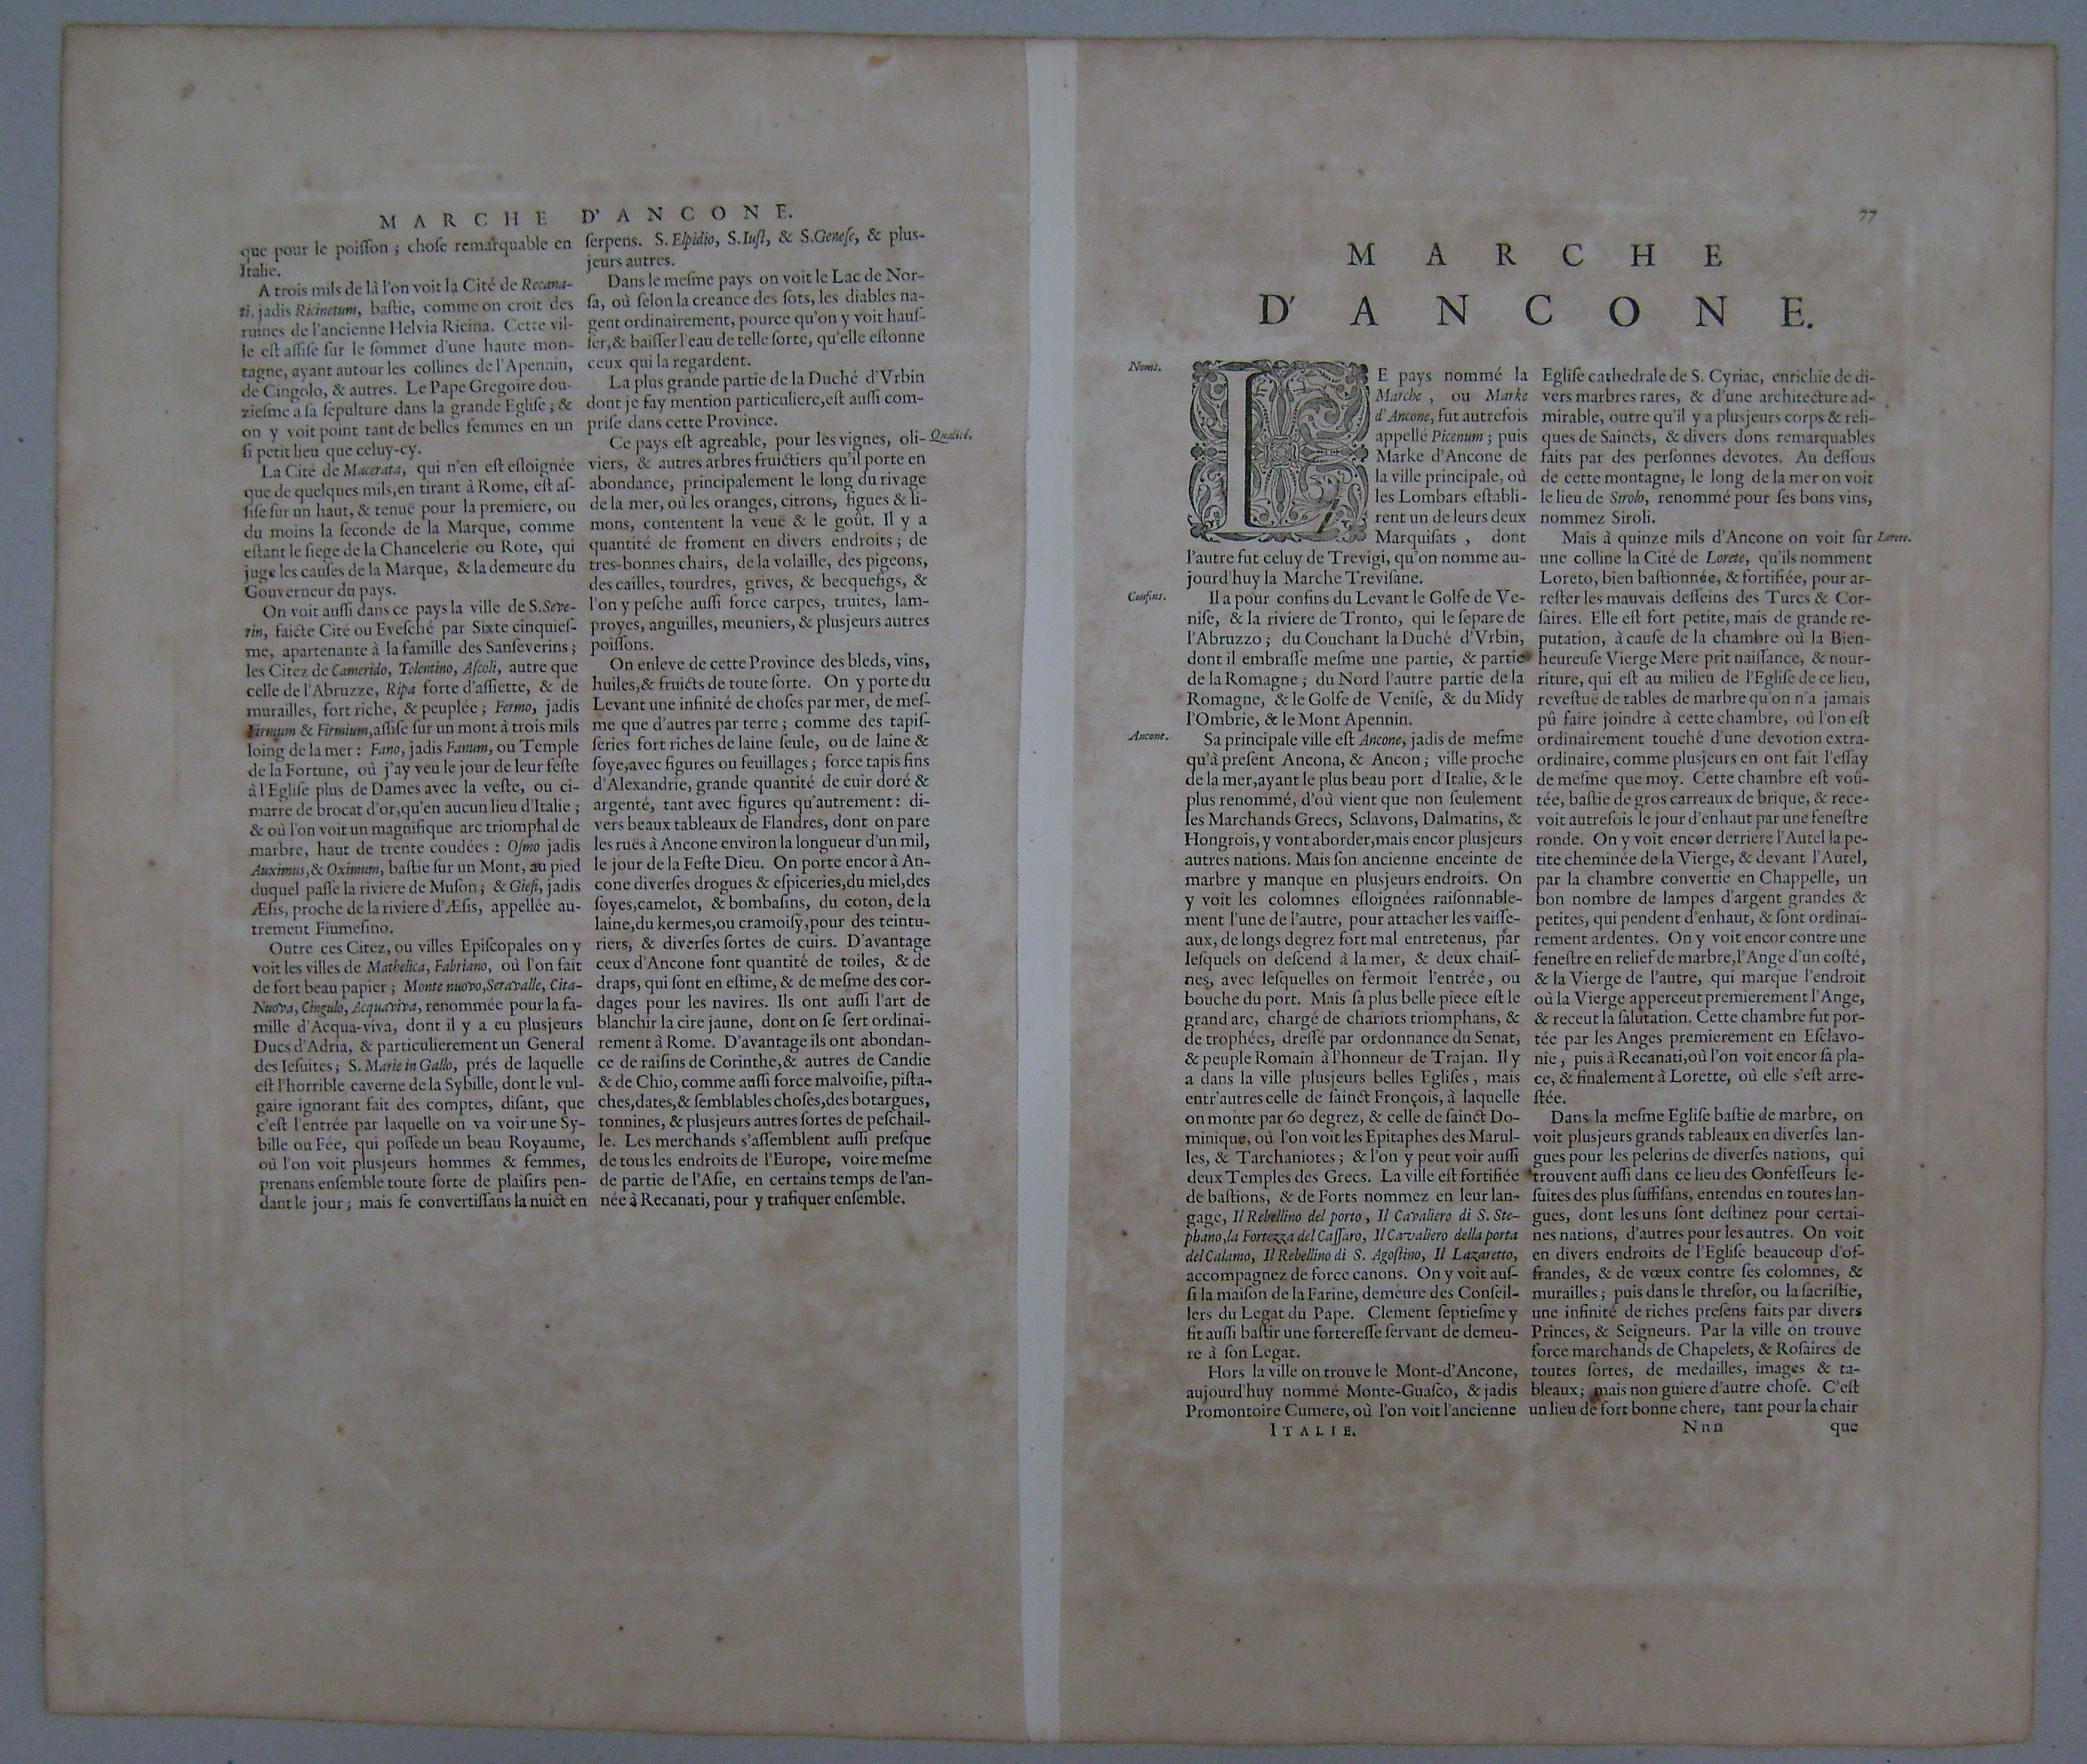 MARCHE D'ANCONE.
que pour le poiſſon ; choſe remarquable en
Italie.
A trois mils de là l'on voit la Cité de Recana-
ti, jadis Ricinetum, baſtie, comme on croit des
ruines de l'ancienne Helvia Ricina. Cette vil-
le eſt aſſiſe ſur le ſommet d'une haute mon-
tagne, ayant autour les collines de l'Apennin,
de Cingolo, & autres. Le Pape Gregoire dou-
zieſme a ſa ſepulture dans la grande Egliſe ; &
on y voit point tant de belles femmes en un
ſi petit lieu que celuy-cy.
La Cité de Macerata, qui n'en eſt eſloignée
que de quelques mils, en tirant à Rome, eſt aſ-
ſiſe ſur un haut, & tenuë pour la premiere, ou
du moins la ſeconde de la Marque, comme
eſtant le ſiege de la Chancelerie ou Rote, qui
juge les cauſes de la Marque, & la demeure du
Gouverneur du pays.
On voit auſſi dans ce pays la ville de S. Seve-
rin, faicte Cité ou Eveſché par Sixte cinquieſ-
me, apartenante à la famille des Sanſeverins ;
les Citez de Camerido, Tolentino, Aſcoli, autre que
celle de l'Abruzze, Ripa forte d'aſſiette, & de
murailles, fort riche, & peuplée ; Fermo, jadis
Firmum & Firmium, aſſiſe ſur un mont à trois mils
loing de la mer : Fano, jadis Fanum, ou Temple
de la Fortune, où j'ay veu le jour de leur feſte
à l'Egliſe plus de Dames avec la veſte, ou ci-
marre de brocat d'or, qu'en aucun lieu d'Italie ;
& où l'on voit un magnifique arc triomphal de
marbre, haut de trente coudées : Oſmo jadis
Auximus, & Oximum, baſtie ſur un Mont, au pied
duquel paſſe la riviere de Muſon ; & Gieſi, jadis
Æſis, proche de la riviere d'Æſis, appellée au-
trement Fiumeſino.
Outre ces Citez, ou villes Epiſcopales on y
voit les villes de Mathelica, Fabriano, où l'on fait
de fort beau papier ; Monte nuovo, Seravalle, Cita-
Nuova, Cingulo, Acquaviva, renommée pour la fa-
mille d'Acqua-viva, dont il y a eu plusjeurs
Ducs d'Adria, & particulierement un General
des Ieſuites ; S. Marie in Gallo, prés de laquelle
eſt l'horrible caverne de la Sybille, dont le vul-
gaire ignorant fait des comptes, diſant, que
c'eſt l'entrée par laquelle on va voir une Sy-
bille ou Fée, qui poſſede un beau Royaume,
où l'on voit plusjeurs hommes & femmes,
prenans enſemble toute ſorte de plaiſirs pen-
dant le jour ; mais ſe convertiſſans la nuict en
ſerpens. S. Elpidio, S. Iuſt, & S. Geneſe, & plus-
jeurs autres.
Dans le meſme pays on voit le Lac de Nor-
ſa, où ſelon la creance des ſots, les diables na-
gent ordinairement, pource qu'on y voit hauſ-
ſer, & baiſſer l'eau de telle ſorte, qu'elle eſtonne
ceux qui la regardent.
La plus grande partie de la Duché d'Vrbin
dont je fay mention particuliere, eſt auſſi com-
priſe dans cette Province.
Qualité.
Ce pays eſt agreable, pour les vignes, oli-
viers, & autres arbres fruictiers qu'il porte en
abondance, principalement le long du rivage
de la mer, où les oranges, citrons, figues & li-
mons, contentent la veuë & le goût. Il y a
quantité de froment en divers endroits ; de
tres-bonnes chairs, de la volaille, des pigeons,
des cailles, tourdres, grives, & becquefigs, &
l'on y peſche auſſi force carpes, truites, lam-
proyes, anguilles, meuniers, & plusjeurs autres
poiſſons.
On enleve de cette Province des bleds, vins,
huiles, & fruicts de toute ſorte. On y porte du
Levant une infinité de choſes par mer, de meſ-
me que d'autres par terre ; comme des tapiſ-
ſeries fort riches de laine ſeule, ou de laine &
ſoye, avec figures ou feuillages ; force tapis fins
d'Alexandrie, grande quantité de cuir doré &
argenté, tant avec figures qu'autrement : di-
vers beaux tableaux de Flandres, dont on pare
les ruës à Ancone environ la longueur d'un mil,
le jour de la Feſte Dieu. On porte encor à An-
cone diverſes drogues & eſpiceries, du miel, des
ſoyes, camelot, & bombaſins, du coton, de la
laine, du kermes, ou cramoiſy, pour des teintu-
riers, & diverſes ſortes de cuirs. D'avantage
ceux d'Ancone font quantité de toiles, & de
draps, qui ſont en eſtime, & de meſme des cor-
dages pour les navires. Ils ont auſſi l'art de
blanchir la cire jaune, dont on ſe ſert ordinai-
rement à Rome. D'avantage ils ont abondan-
ce de raiſins de Corinthe, & autres de Candie
& de Chio, comme auſſi force malvoiſie, piſta-
ches, dates, & ſemblables choſes, des botargues,
tonnines, & plusjeurs autres ſortes de peſchail-
le. Les merchands s'aſſemblent auſſi preſque
de tous les endroits de l'Europe, voire meſme
de partie de l'Aſie, en certains temps de l'an-
née à Recanati, pour y trafiquer enſemble.
77
MARCHE
D'ANCONE.
Noms.
LE pays nommé la
Marche, ou Marke
d'Ancone, fut autrefois
appellé Picenum ; puis
Marke d'Ancone de
la ville principale, où
les Lombars eſtabli-
rent un de leurs deux
Marquiſats, dont
l'autre fut celuy de Trevigi, qu'on nomme au-
jourd'huy la Marche Treviſane.
Confins.
Il a pour confins du Levant le Golfe de Ve-
niſe, & la riviere de Tronto, qui le ſepare de
l'Abruzzo ; du Couchant la Duché d'Vrbin,
dont il embraſſe meſme une partie, & partie
de la Romagne ; du Nord l'autre partie de la
Romagne, & le Golfe de Veniſe, & du Midy
l'Ombrie, & le Mont Apennin.
Ancone.
Sa principale ville eſt Ancone, jadis de meſme
qu'à preſent Ancona, & Ancon ; ville proche
de la mer, ayant le plus beau port d'Italie, & le
plus renommé, d'où vient que non ſeulement
les Marchands Grecs, Sclavons, Dalmatins, &
Hongrois, y vont aborder, mais encor plusjeurs
autres nations. Mais ſon ancienne enceinte de
marbre y manque en plusjeurs endroits. On
y voit les colomnes eſloignées raiſonnable-
ment l'une de l'autre, pour attacher les vaiſſe-
aux, de longs degrez fort mal entretenus, par
leſquels on deſcend à la mer, & deux chaiſ-
nes, avec leſquelles on fermoit l'entrée, ou
bouche du port. Mais ſa plus belle piece eſt le
grand arc, chargé de chariots triomphans, &
de trophées, dreſſé par ordonnance du Senat,
& peuple Romain à l'honneur de Trajan. Il y
a dans la ville plusjeurs belles Egliſes, mais
entr'autres celle de ſainct Fronçois, à laquelle
on monte par 60 degrez, & celle de ſainct Do-
minique, où l'on voit les Epitaphes des Marul-
les, & Tarchaniotes ; & l'on y peut voir auſſi
deux Temples des Grecs. La ville eſt fortifiée
de baſtions, & de Forts nommez en leur lan-
gage, Il Rebellino del porto, Il Cavaliero di S. Ste-
phano, la Fortezza del Caſſaro, Il Cavaliero della porta
del Calamo, Il Rebellino di S. Agoſtino, Il Lazaretto,
accompagnez de force canons. On y voit auſ-
ſi la maiſon de la Farine, demeure des Conſeil-
lers du Legat du Pape. Clement ſeptieſme y
fit auſſi baſtir une fortereſſe ſervant de demeu-
re à ſon Legat.
Hors la ville on trouve le Mont-d'Ancone,
aujourd'huy nommé Monte-Guaſco, & jadis
Promontoire Cumere, où l'on voit l'ancienne
Egliſe cathedrale de S. Cyriac, enrichie de di-
vers marbres rares, & d'une architecture ad-
mirable, outre qu'il y a plusjeurs corps & reli-
ques de Saincts, & divers dons remarquables
faits par des perſonnes devotes. Au deſſous
de cette montagne, le long de la mer on voit
le lieu de Sirolo, renommé pour ſes bons vins,
nommez Siroli.
Lorete.
Mais à quinze mils d'Ancone on voit ſur
une colline la Cité de Lorete, qu'ils nomment
Loreto, bien baſtionnée, & fortifiée, pour ar-
reſter les mauvais deſſeins des Turcs & Cor-
ſaires. Elle eſt fort petite, mais de grande re-
putation, à cauſe de la chambre où la Bien-
heureuſe Vierge Mere prit naiſſance, & nour-
riture, qui eſt au milieu de l'Egliſe de ce lieu,
reveſtuë de tables de marbre qu'on n'a jamais
pû faire joindre à cette chambre, où l'on eſt
ordinairement touché d'une devotion extra-
ordinaire, comme plusjeurs en ont fait l'eſſay
de meſme que moy. Cette chambre eſt voû-
tée, baſtie de gros carreaux de brique, & rece-
voit autrefois le jour d'enhaut par une feneſtre
ronde. On y voit encor derriere l'Autel la pe-
tite cheminée de la Vierge, & devant l'Autel,
par la chambre convertie en Chappelle, un
bon nombre de lampes d'argent grandes &
petites, qui pendent d'enhaut, & ſont ordinai-
rement ardentes. On y voit encor contre une
feneſtre en relief de marbre, l'Ange d'un coſté,
& la Vierge de l'autre, qui marque l'endroit
où la Vierge apperceut premierement l'Ange,
& receut la ſalutation. Cette chambre fut por-
tée par les Anges premierement en Eſclavo-
nie, puis à Recanati, où l'on voit encor ſa pla-
ce, & finalement à Lorette, où elle s'eſt arre-
ſtée.
Dans la meſme Egliſe baſtie de marbre, on
voit plusjeurs grands tableaux en diverſes lan-
gues pour les pelerins de diverſes nations, qui
trouvent auſſi dans ce lieu des Confeſſeurs Ie-
ſuites des plus ſuffiſans, entendus en toutes lan-
gues, dont les uns ſont deſtinez pour certai-
nes nations, d'autres pour les autres. On voit
en divers endroits de l'Egliſe beaucoup d'of-
frandes, & de vœux contre ſes colomnes, &
murailles ; puis dans le threſor, ou la ſacriſtie,
une infinité de riches preſens faits par divers
Princes, & Seigneurs. Par la ville on trouve
force marchands de Chapelets, & Roſaires de
toutes ſortes, de medailles, images & ta-
bleaux ; mais non guiere d'autre choſe. C'eſt
un lieu de fort bonne chere, tant pour la chair
ITALIE. Nnn que